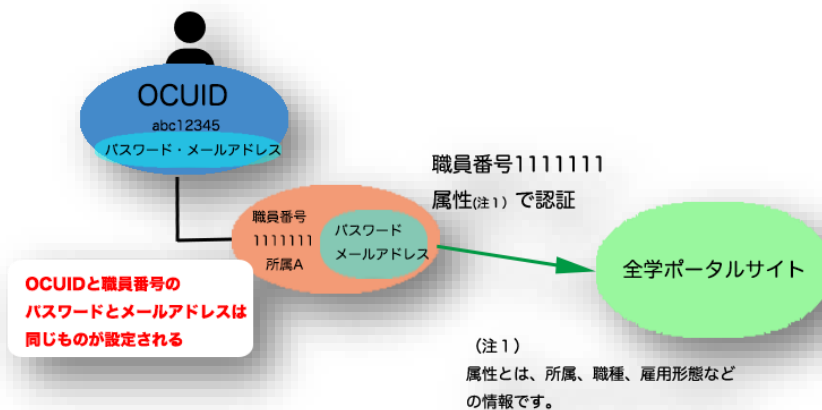 OCUID
abc12345
パスワード・メールアドレス
職員番号1111111
属性(注1) で認証
職員番号
1111111
所属A
パスワード
メールアドレス
全学ポータルサイト
OCUIDと職員番号の
パスワードとメールアドレスは
同じものが設定される
（注１）
属性とは、所属、職種、雇用形態など
の情報です。